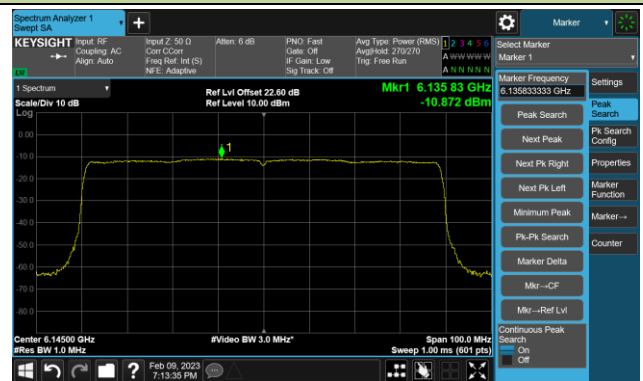 Spectrum Analyzer 1
Swept SA
Marker
KEYSIGHT
Input: RF
Coupling: AC
Align: Auto
Input Z: 50 Ω
Corr CCorr
Freq Ref: Int (S)
NFE: Adaptive
Atten: 6 dB
PNO: Fast
Gate: Off
IF Gain: Low
Sig Track: Off
Avg Type: Power (RMS)
Avg|Hold: 270/270
Trig: Free Run
1 2 3 4 5 6
A W W W W W
A N N N N N
Select Marker
Marker 1
1 Spectrum
Scale/Div 10 dB
Log
Ref Lvl Offset 22.60 dB
Ref Level 10.00 dBm
Mkr1 6.135 83 GHz
-10.872 dBm
0.00
-10.0
-20.0
-30.0
-40.0
-50.0
-60.0
-70.0
-80.0
1
Marker Frequency
6.135833333 GHz
Peak Search
Next Peak
Next Pk Right
Next Pk Left
Minimum Peak
Pk-Pk Search
Marker Delta
Mkr→CF
Mkr→Ref Lvl
Continuous Peak
Search
On
Off
Settings
Peak
Search
Pk Search
Config
Properties
Marker
Function
Marker→
Counter
Center 6.14500 GHz
#Res BW 1.0 MHz
#Video BW 3.0 MHz*
Span 100.0 MHz
Sweep 1.00 ms (601 pts)
Feb 09, 2023
7:13:35 PM